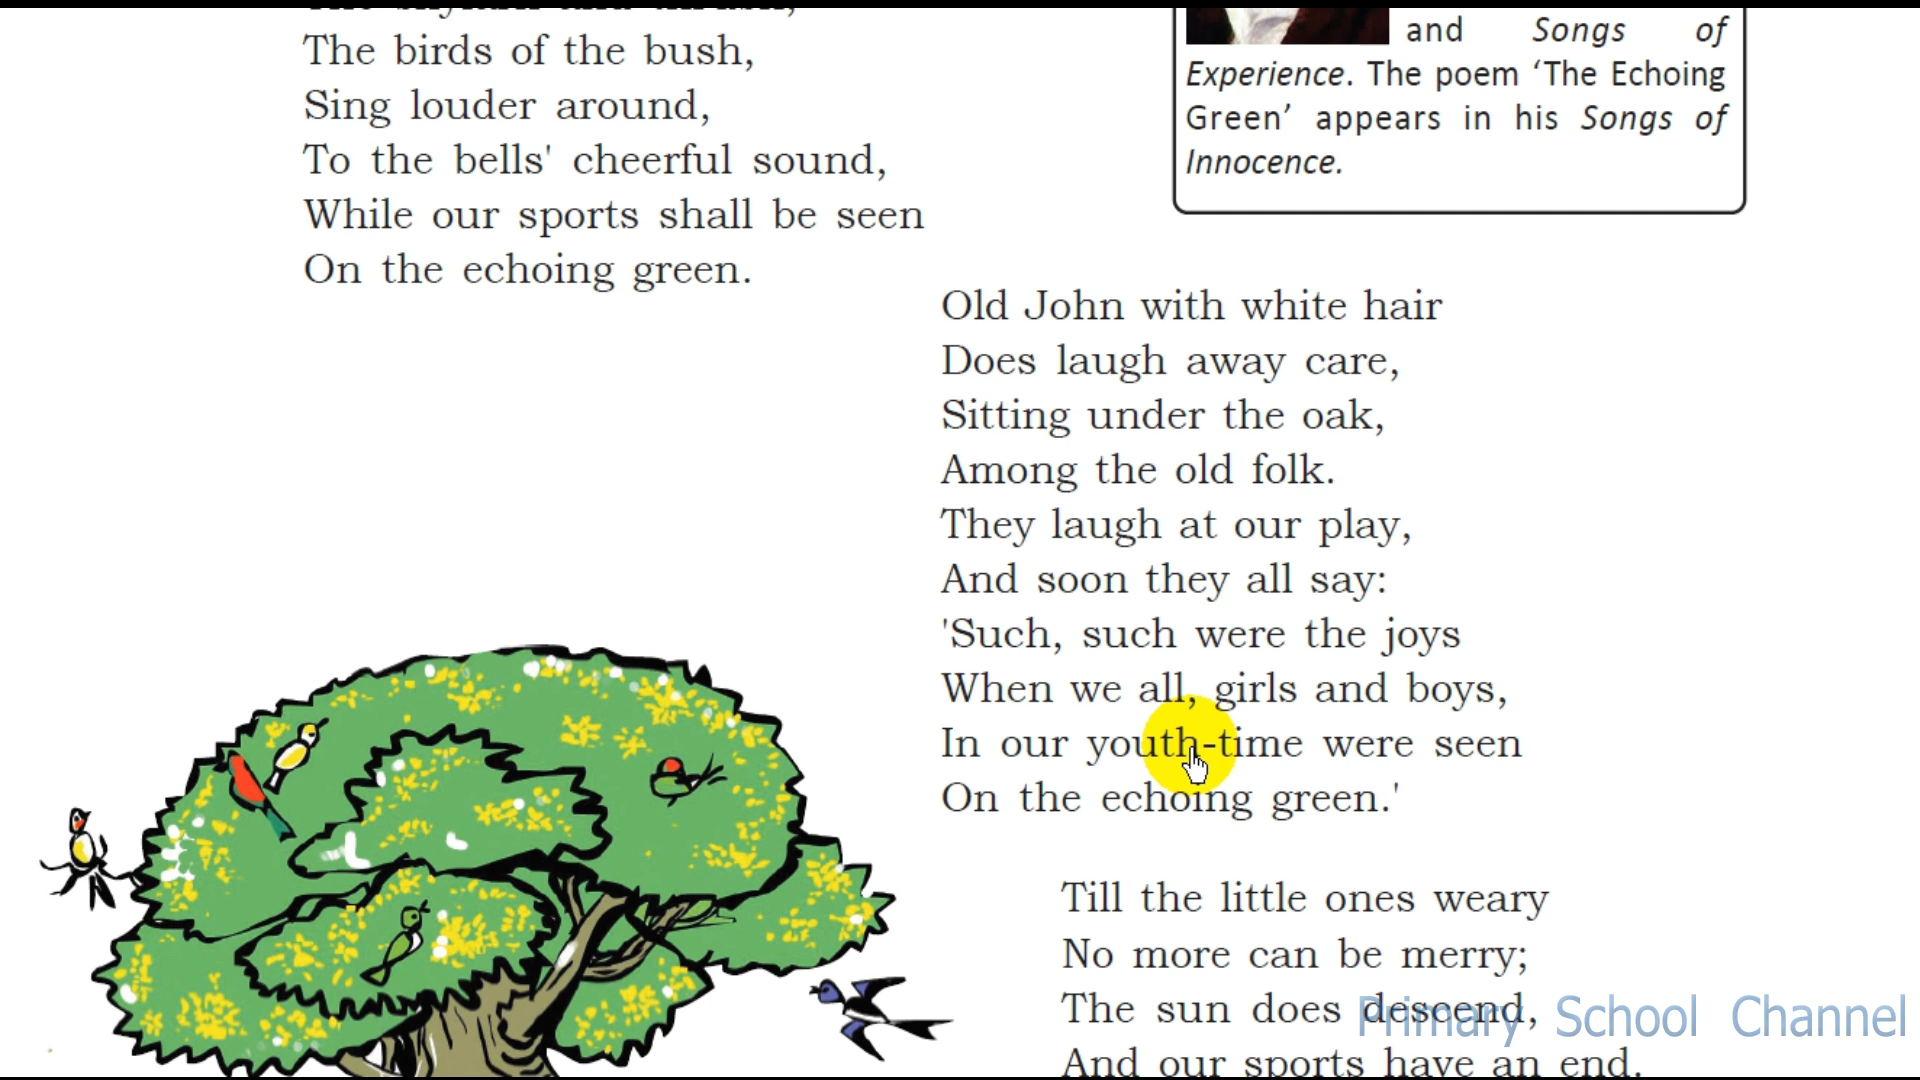 The birds of the bush,
Sing louder around,
To the bells' cheerful sound,
While our sports shall be seen
On the echoing green.
and Songs of
Experience. The poem ‘The Echoing
Green’ appears in his Songs of
Innocence.
Old John with white hair
Does laugh away care,
Sitting under the oak,
Among the old folk.
They laugh at our play,
And soon they all say:
'Such, such were the joys
When we all, girls and boys,
In our youth-time were seen
On the echoing green.'
Till the little ones weary
No more can be merry;
The sun does descend,
And our sports have an end.
Primary School Channel